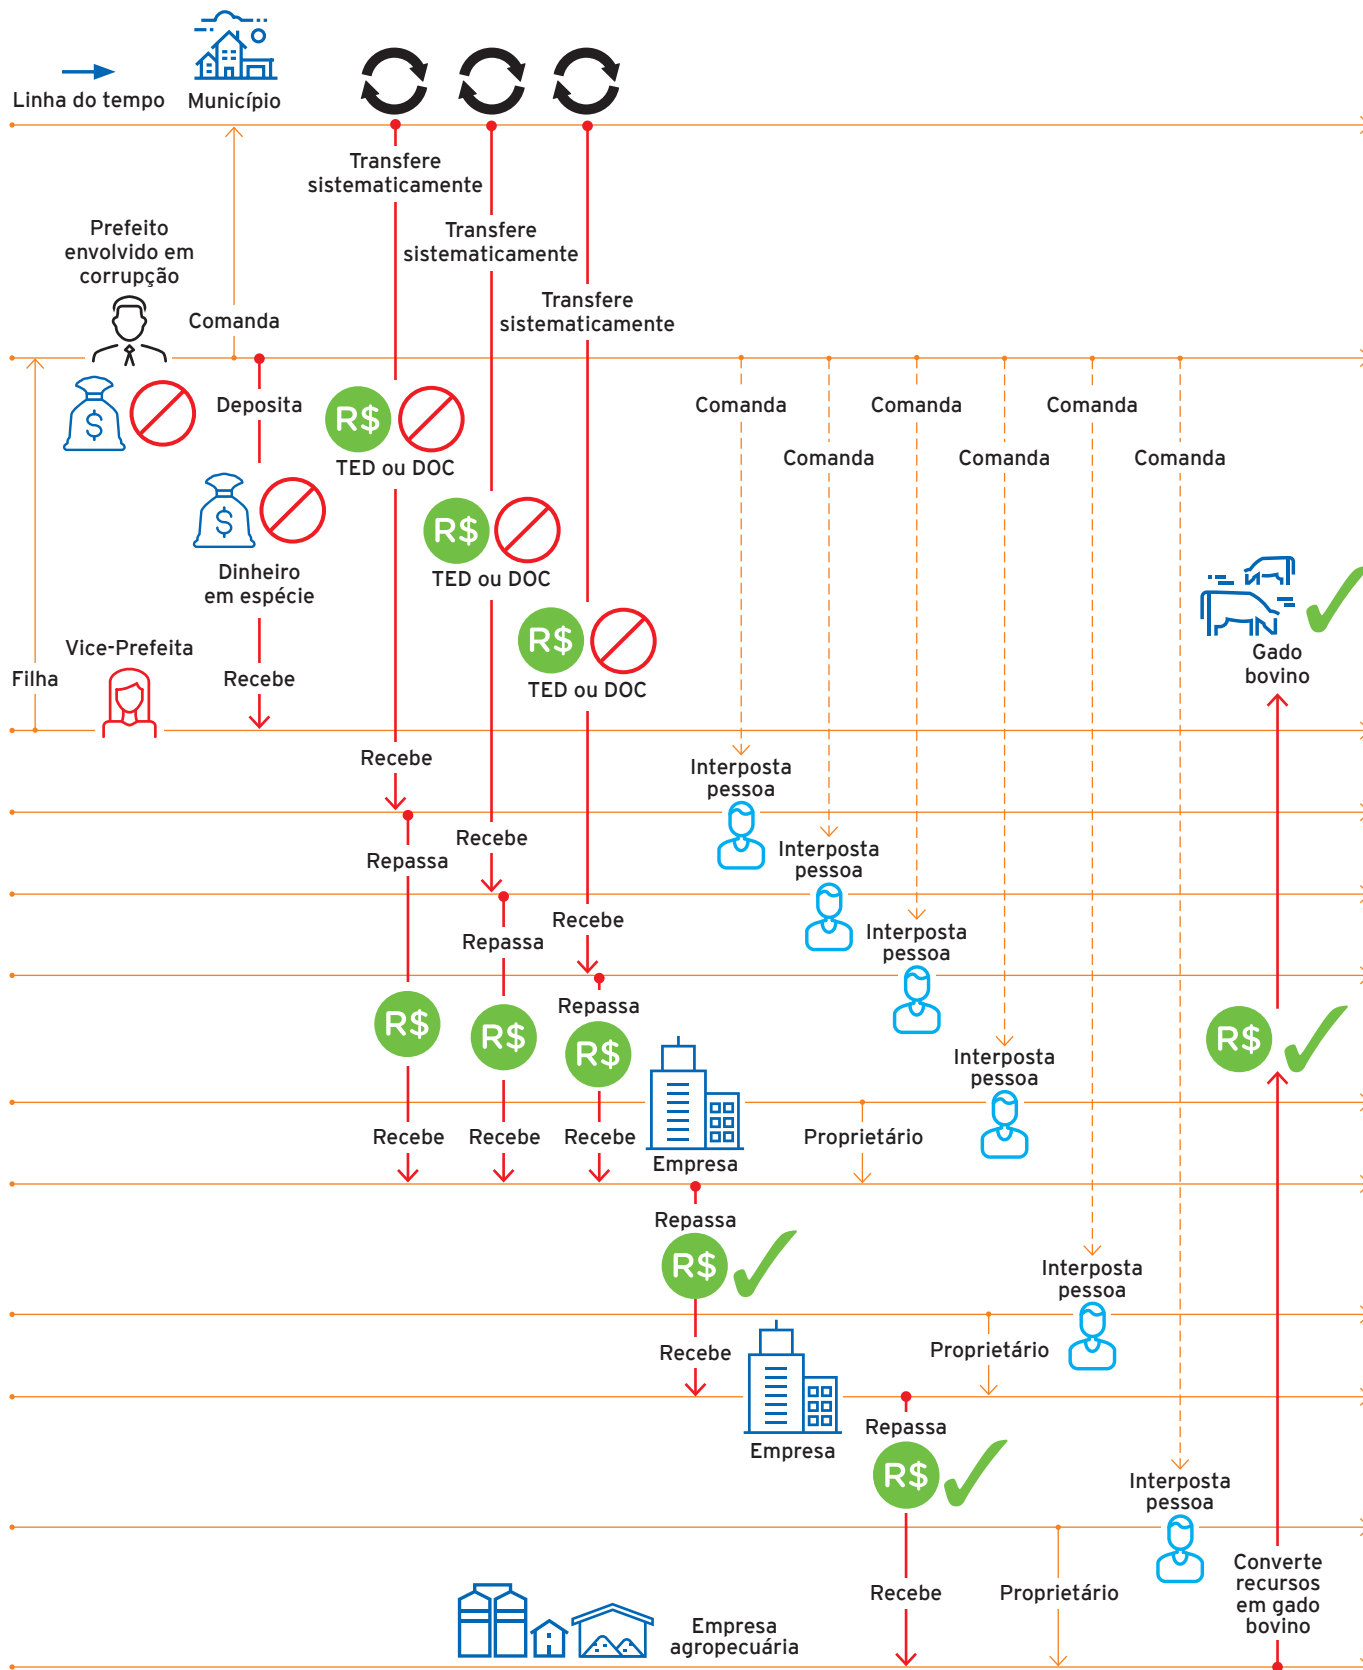 Linha do tempo
Município
Transfere
sistematicamente
Transfere
sistematicamente
Transfere
sistematicamente
Prefeito
envolvido em
corrupção
Comanda
$
Deposita
R$
TED ou DOC
Comanda
Comanda
Comanda
Comanda
Comanda
Comanda
$
Dinheiro
em espécie
R$
TED ou DOC
R$
TED ou DOC
Gado
bovino
Filha
Vice-Prefeita
Recebe
Recebe
Interposta
pessoa
Repassa
Recebe
Interposta
pessoa
Repassa
Recebe
Interposta
pessoa
Repassa
R$
R$
R$
R$
Interposta
pessoa
Recebe
Recebe
Recebe
Empresa
Proprietário
Repassa
R$
Interposta
pessoa
Recebe
Proprietário
Empresa
Repassa
R$
Interposta
pessoa
Recebe
Proprietário
Converte
recursos
em gado
bovino
Empresa
agropecuária